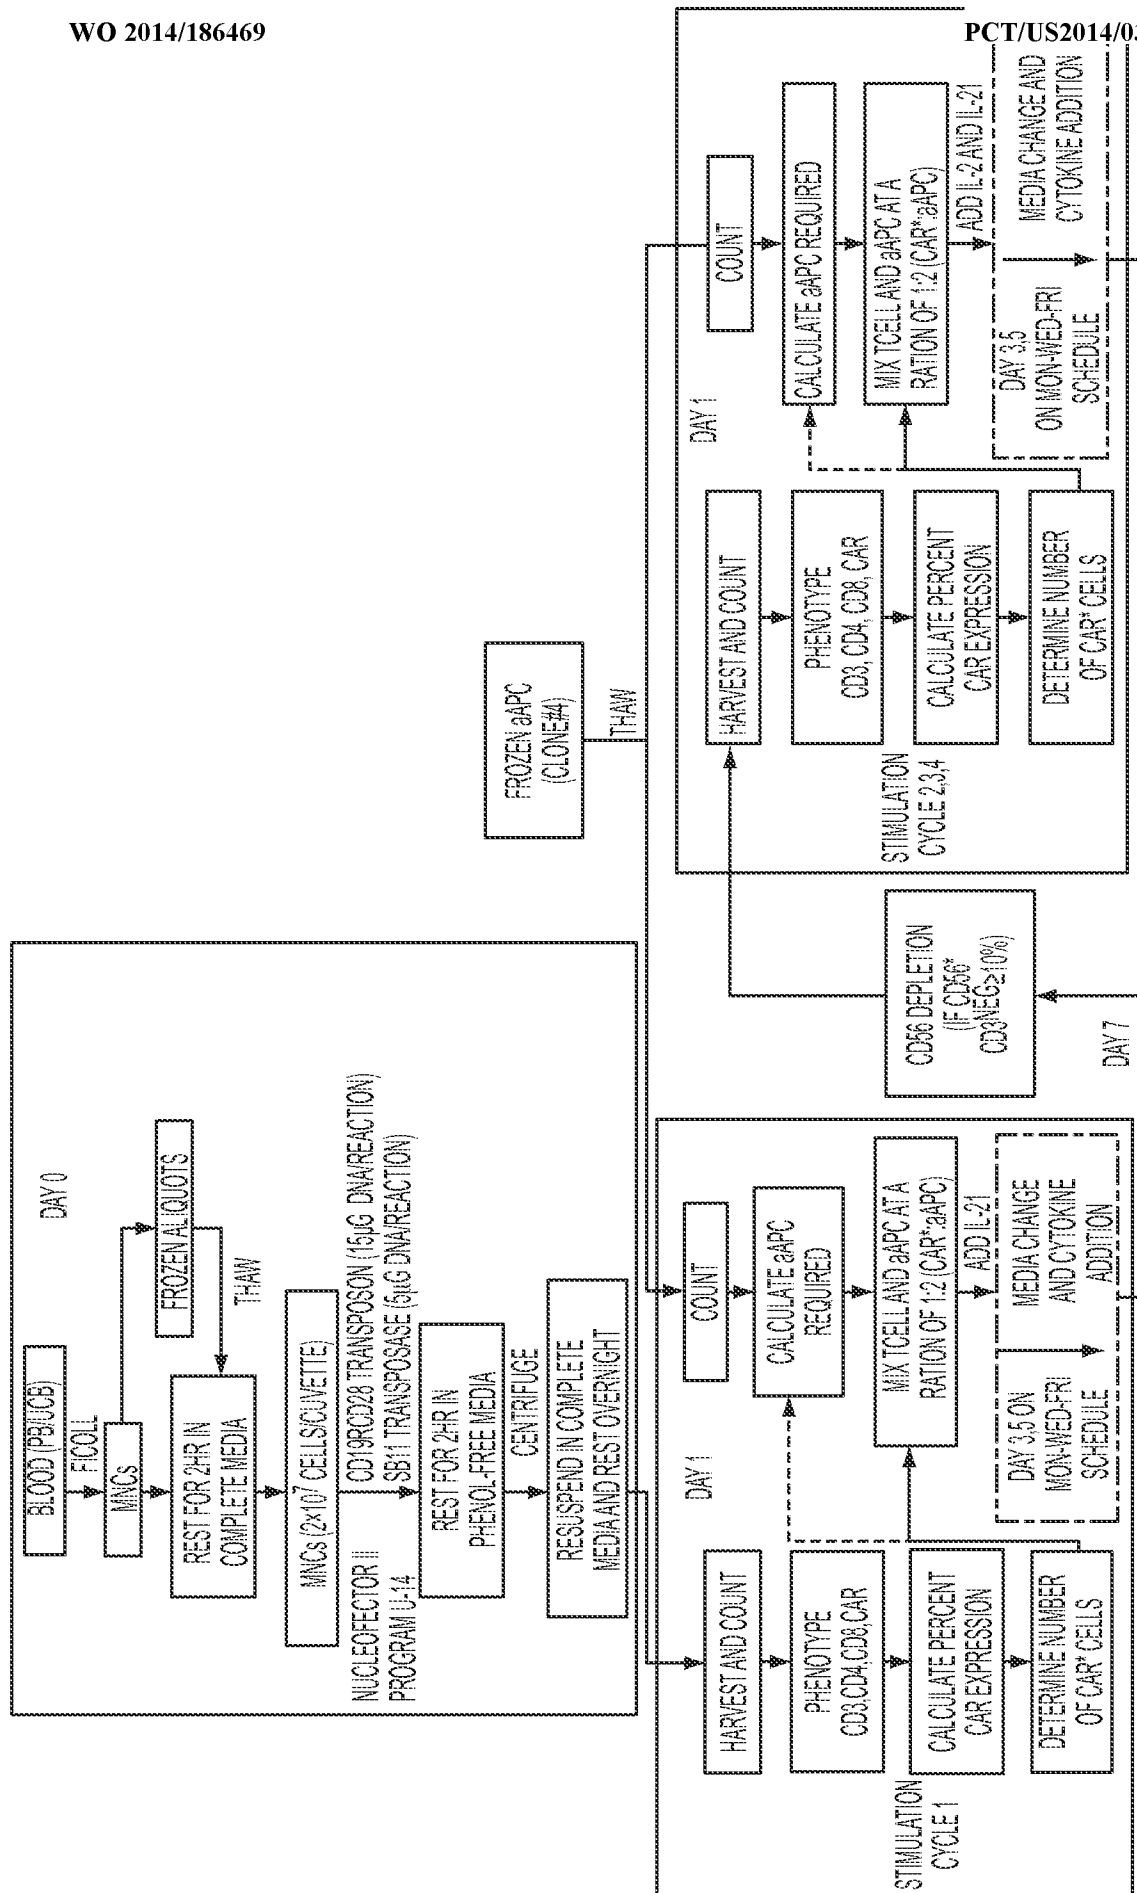 WO 2014/186469
PCT/US2014/03
DAY 0
BLOOD (PB/UCB)
FICOLL
MNCs
FROZEN ALIQUOTS
THAW
REST FOR 2HR IN
COMPLETE MEDIA
MNCs (2×10⁷ CELLS/CUVETTE)
NUCLEOFECTOR II
PROGRAM U-14
CD19RCD28 TRANSPOSON (15µG DNA/REACTION)
SB11 TRANSPOSASE (5µG DNA/REACTION)
REST FOR 2HR IN
PHENOL-FREE MEDIA
CENTRIFUGE
RESUSPEND IN COMPLETE
MEDIA AND REST OVERNIGHT
FROZEN aAPC
(CLONE#4)
THAW
DAY 1
HARVEST AND COUNT
PHENOTYPE
CD3,CD4,CD8,CAR
STIMULATION
CYCLE 1
CALCULATE PERCENT
CAR EXPRESSION
DETERMINE NUMBER
OF CAR⁺ CELLS
COUNT
CALCULATE aAPC
REQUIRED
MIX TCELL AND aAPC AT A
RATION OF 1:2 (CAR⁺:aAPC)
ADD IL-21
DAY 3,5 ON
MON-WED-FRI
SCHEDULE
MEDIA CHANGE
AND CYTOKINE
ADDITION
DAY 7
CD56 DEPLETION
(IF CD56⁺
CD3ᴺᴱᴳ≥10%)
DAY 1
HARVEST AND COUNT
PHENOTYPE
CD3, CD4, CD8, CAR
STIMULATION
CYCLE 2,3,4
CALCULATE PERCENT
CAR EXPRESSION
DETERMINE NUMBER
OF CAR⁺ CELLS
COUNT
CALCULATE aAPC REQUIRED
MIX TCELL AND aAPC AT A
RATION OF 1:2 (CAR⁺:aAPC)
ADD IL-2 AND IL-21
DAY 3,5
ON MON-WED-FRI
SCHEDULE
MEDIA CHANGE AND
CYTOKINE ADDITION